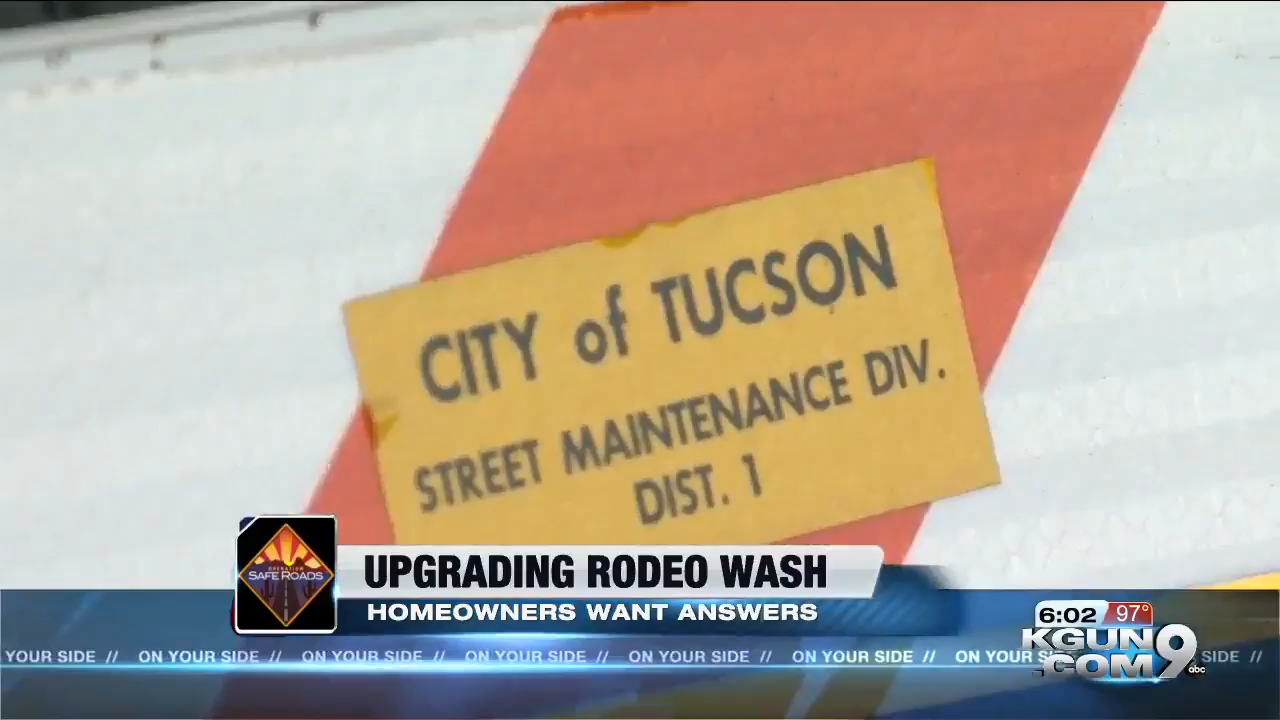 CITY of TUCSON
STREET MAINTENANCE DIV.
DIST. 1
OPERATION
SAFE ROADS
UPGRADING RODEO WASH
HOMEOWNERS WANT ANSWERS
6:02 97°
YOUR SIDE // ON YOUR SIDE // ON YOUR SIDE // ON YOUR SIDE // ON YOUR SIDE // ON YOUR SIDE // ON YOUR S SIDE //
KGUN9
.COM abc